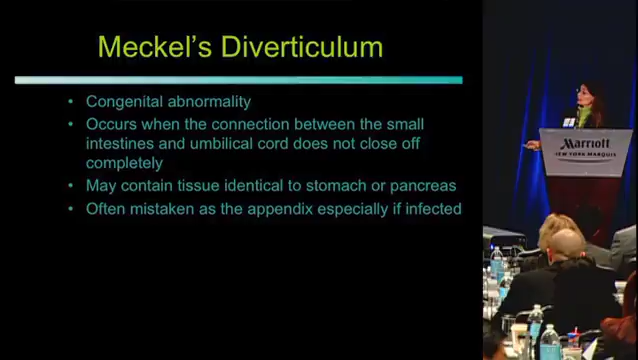 Meckel's Diverticulum
• Congenital abnormality
• Occurs when the connection between the small
intestines and umbilical cord does not close off
completely
• May contain tissue identical to stomach or pancreas
• Often mistaken as the appendix especially if infected
Marriott
NEW YORK MARQUIS